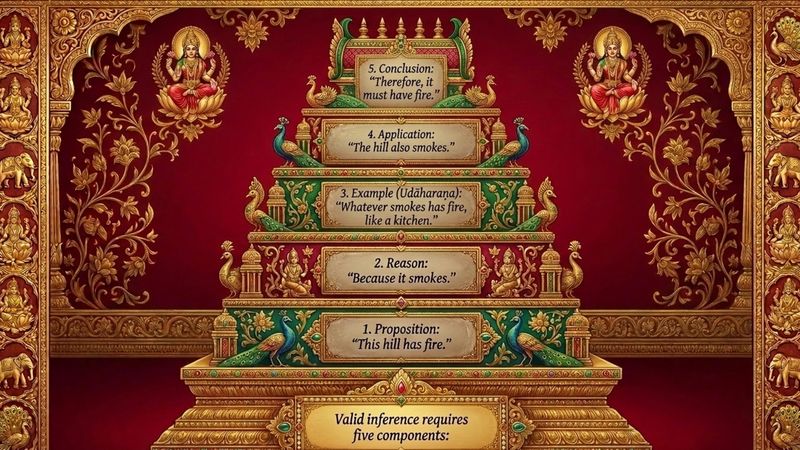 5. Conclusion:
“Therefore, it
must have fire.”
4. Application:
“The hill also smokes.”
3. Example (Udāharaṇa):
“Whatever smokes has fire,
like a kitchen.”
2. Reason:
“Because it smokes.”
1. Proposition:
“This hill has fire.”
Valid inference requires
five components: